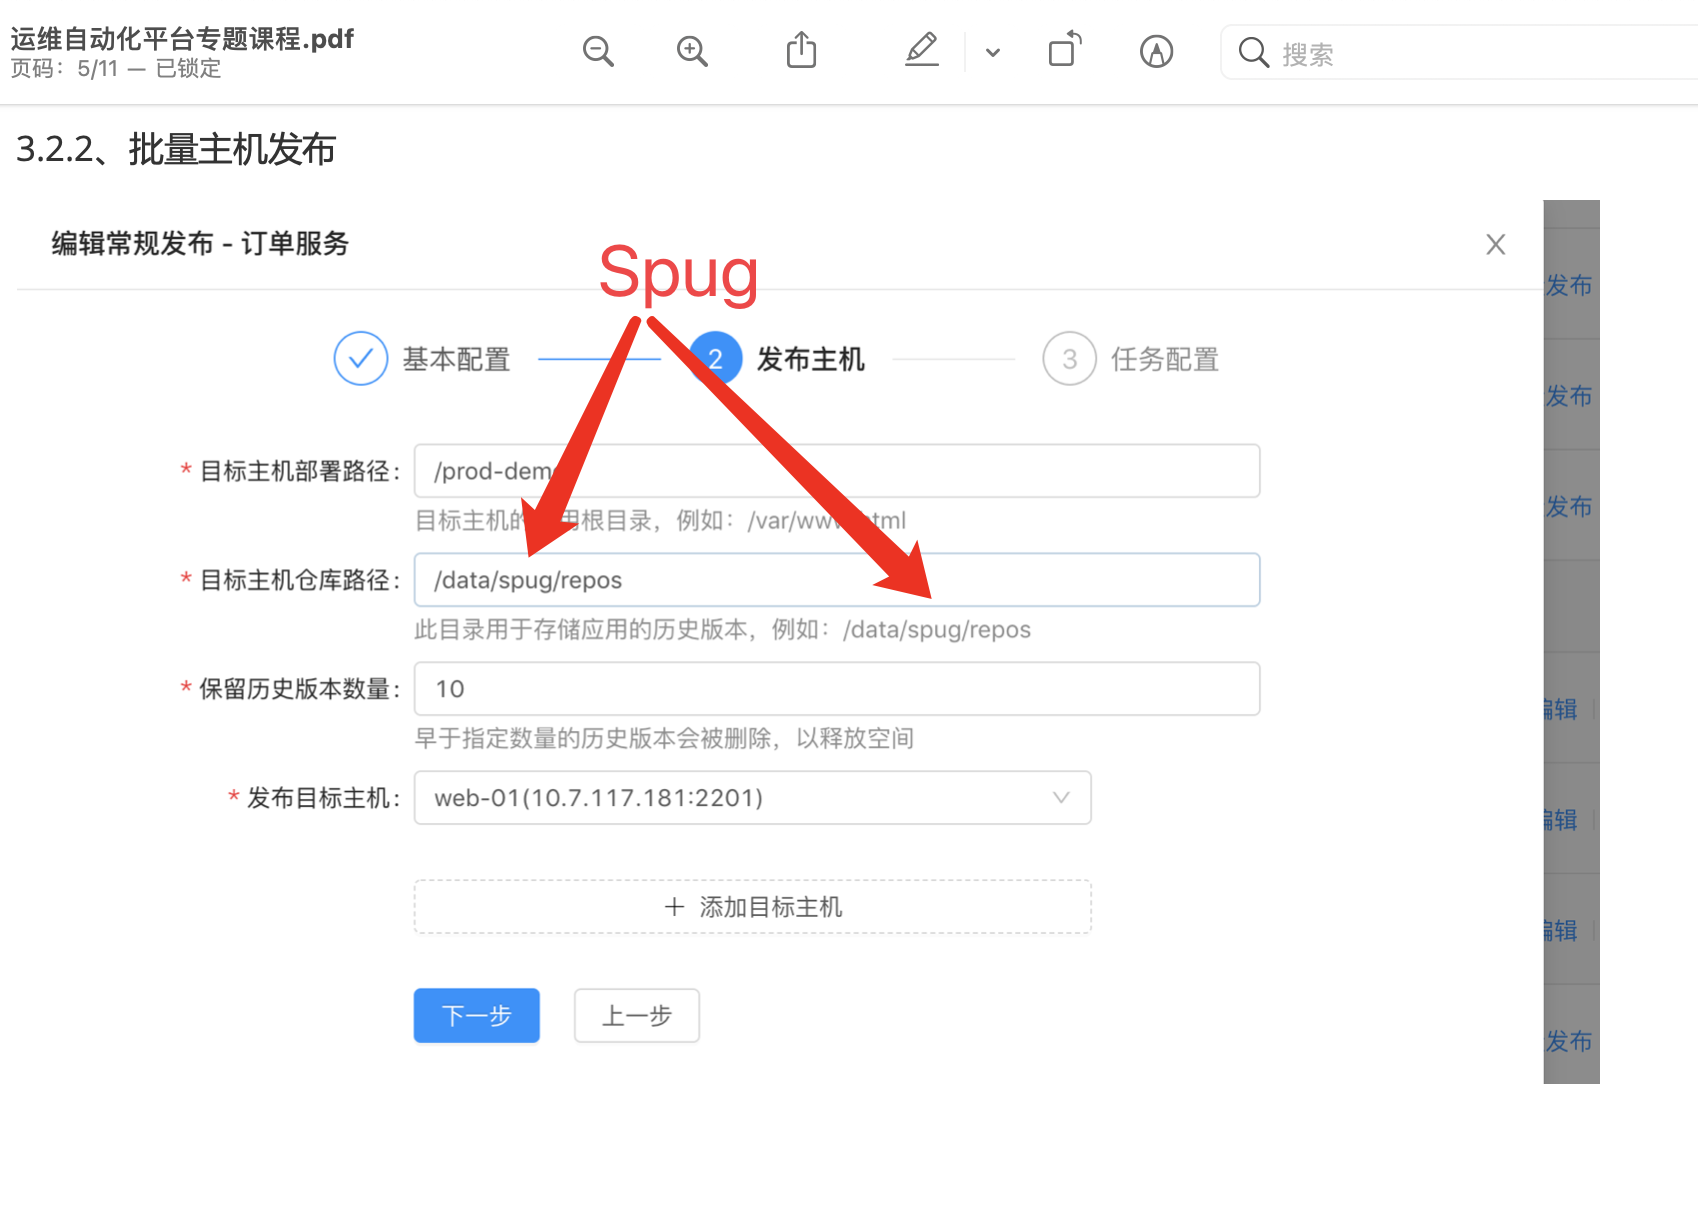 运维自动化平台专题课程.pdf
页码：5/11 — 已锁定
搜索
3.2.2、批量主机发布
编辑常规发布 - 订单服务
Spug
发布
基本配置
2 发布主机
3 任务配置
发布
* 目标主机部署路径: /prod-dem
发布
目标主机的 用根目录，例如：/var/www html
* 目标主机仓库路径: /data/spug/repos
此目录用于存储应用的历史版本，例如：/data/spug/repos
* 保留历史版本数量: 10
编辑
早于指定数量的历史版本会被删除，以释放空间
* 发布目标主机: web-01(10.7.117.181:2201)
编辑
+ 添加目标主机
编辑
下一步 上一步
发布